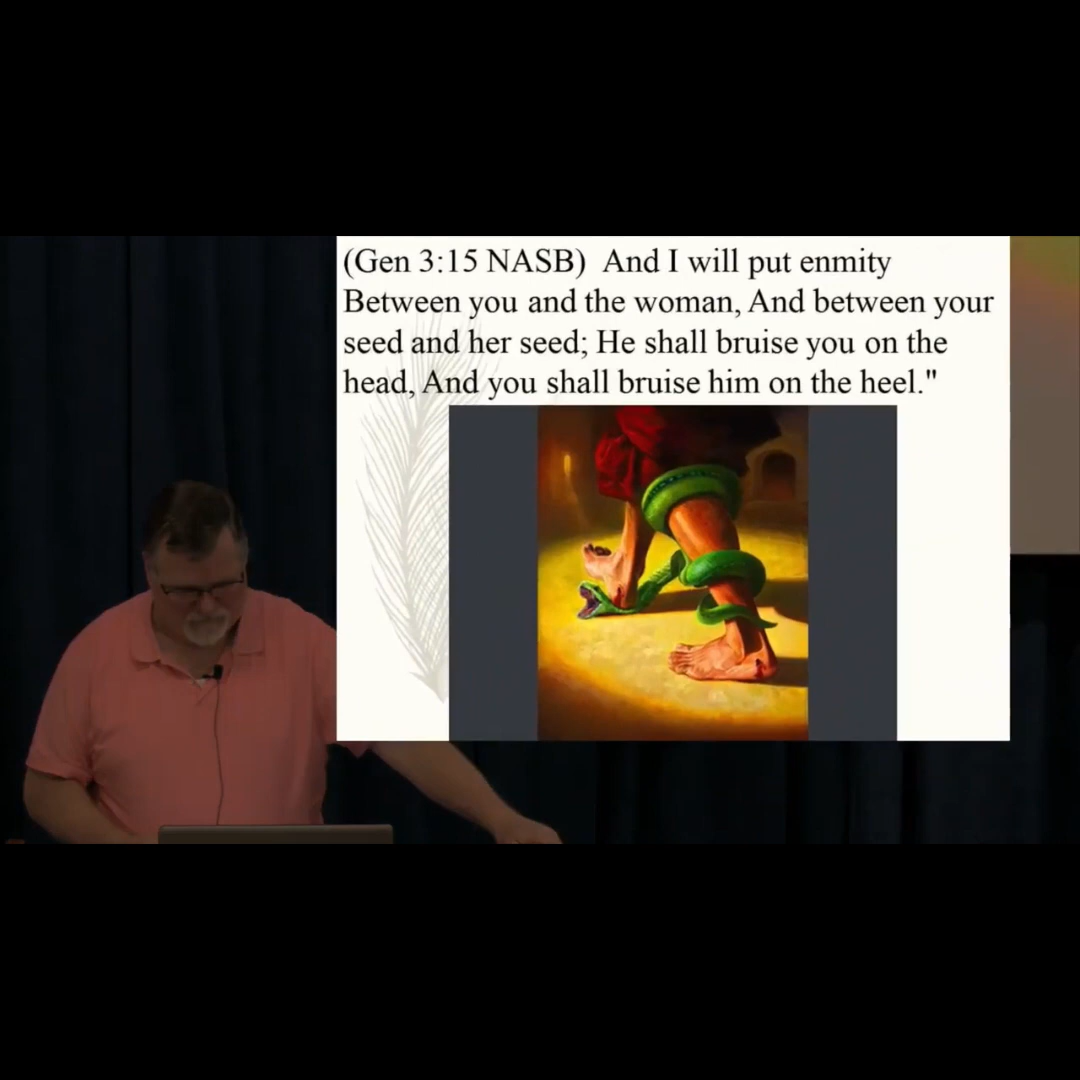 (Gen 3:15 NASB)  And I will put enmity
Between you and the woman, And between your
seed and her seed; He shall bruise you on the
head, And you shall bruise him on the heel."